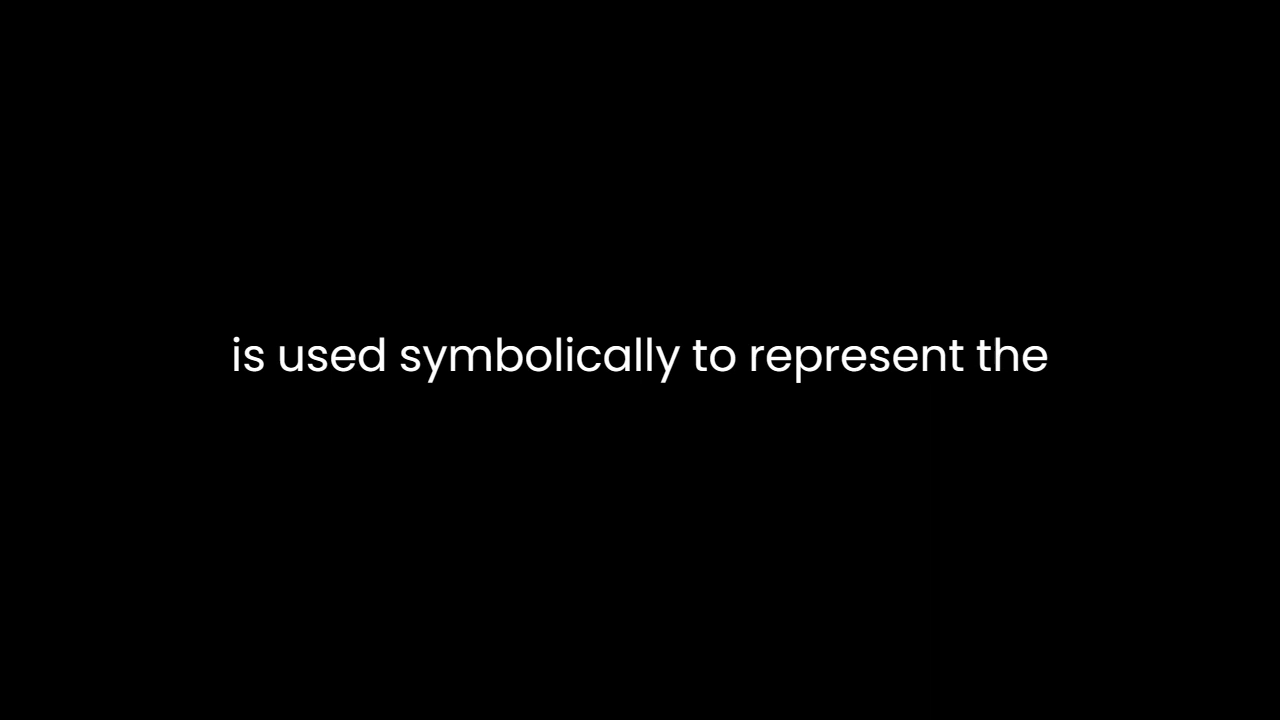 is used symbolically to represent the